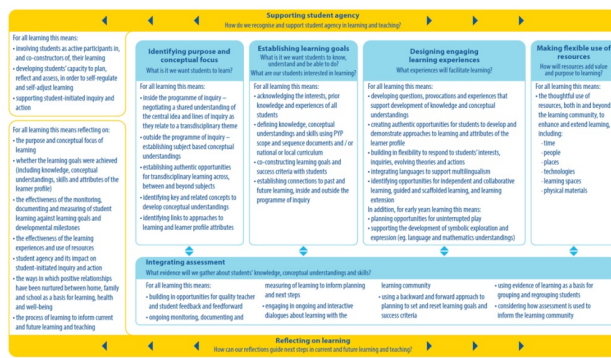 Supporting student agency
How do we recognise and support student agency in learning and teaching?
For all learning this means:
• involving students as active participants in,
and co-constructors of, their learning
• developing students' capacity to plan,
reflect and assess, in order to self-regulate
and self-adjust learning
• supporting student-initiated inquiry and
action
For all learning this means reflecting on:
• the purpose and conceptual focus of
learning
• whether the learning goals were achieved
(including knowledge, conceptual
understandings, skills and attributes of the
learner profile)
• the effectiveness of the monitoring,
documenting and measuring of student
learning against learning goals and
developmental milestones
• the effectiveness of the learning
experiences and use of resources
• student agency and its impact on
student-initiated inquiry and action
• the ways in which positive relationships
have been nurtured between home, family
and school as a basis for learning, health
and well-being
• the process of learning to inform current
and future learning and teaching
Identifying purpose and
conceptual focus
What is it we want students to learn?
For all learning this means:
• inside the programme of inquiry –
negotiating a shared understanding of
the central idea and lines of inquiry as
they relate to a transdisciplinary theme
• outside the programme of inquiry –
establishing subject based conceptual
understandings
• establishing authentic opportunities
for transdisciplinary learning across,
between and beyond subjects
• identifying key and related concepts to
develop conceptual understandings
• identifying links to approaches to
learning and learner profile attributes
Establishing learning goals
What is it we want students to know,
understand and be able to do?
What are our students interested in learning?
For all learning this means:
• acknowledging the interests, prior
knowledge and experiences of all
students
• defining knowledge, conceptual
understandings and skills using PYP
scope and sequence documents and / or
national or local curriculum
• co-constructing learning goals and
success criteria with students
• establishing connections to past and
future learning, inside and outside the
programme of inquiry
Designing engaging
learning experiences
What experiences will facilitate learning?
For all learning this means:
• developing questions, provocations and experiences that
support development of knowledge and conceptual
understandings
• creating authentic opportunities for students to develop and
demonstrate approaches to learning and attributes of the
learner profile
• building in flexibility to respond to students' interests,
inquiries, evolving theories and actions
• integrating languages to support multilingualism
• identifying opportunities for independent and collaborative
learning, guided and scaffolded learning, and learning
extension
In addition, for early years learning this means:
• planning opportunities for uninterrupted play
• supporting the development of symbolic exploration and
expression (eg. language and mathematics understandings)
Making flexible use of
resources
How will resources add value
and purpose to learning?
For all learning this means:
• the thoughtful use of
resources, both in and beyond
the learning community, to
enhance and extend learning,
including:
- time
- people
- places
- technologies
- learning spaces
- physical materials
Integrating assessment
What evidence will we gather about students' knowledge, conceptual understandings and skills?
For all learning this means:
• building in opportunities for quality teacher
and student feedback and feedforward
• ongoing monitoring, documenting and
measuring of learning to inform planning
and next steps
• engaging in ongoing and interactive
dialogues about learning with the
learning community
• using a backward and forward approach to
planning to set and reset learning goals and
success criteria
• using evidence of learning as a basis for
grouping and regrouping students
• considering how assessment is used to
inform the learning community
Reflecting on learning
How can our reflections guide next steps in current and future learning and teaching?